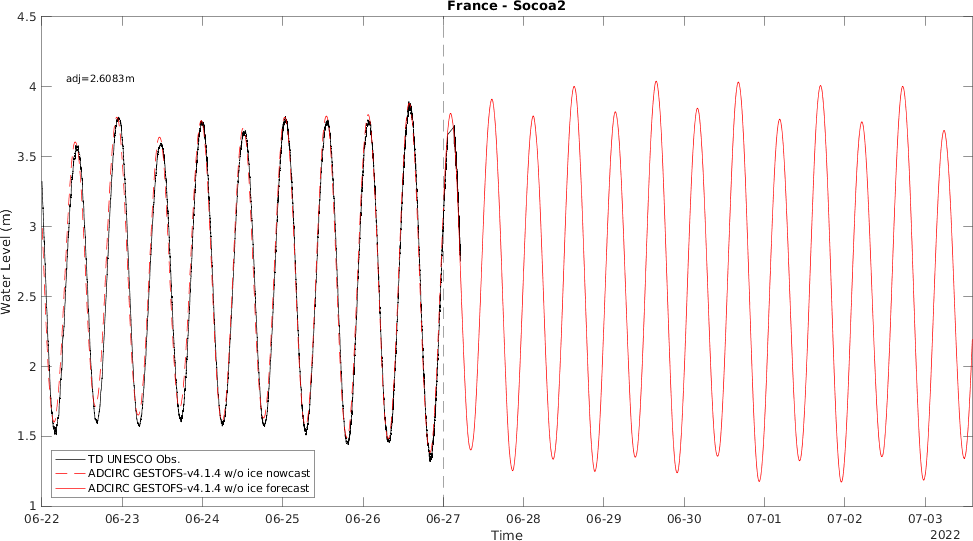 France - Socoa2
4.5
4
3.5
3
2.5
2
1.5
1
Water Level (m)
adj=2.6083m
TD UNESCO Obs.
ADCIRC GESTOFS-v4.1.4 w/o ice nowcast
ADCIRC GESTOFS-v4.1.4 w/o ice forecast
06-22 06-23 06-24 06-25 06-26 06-27 06-28 06-29 06-30 07-01 07-02 07-03
Time
2022